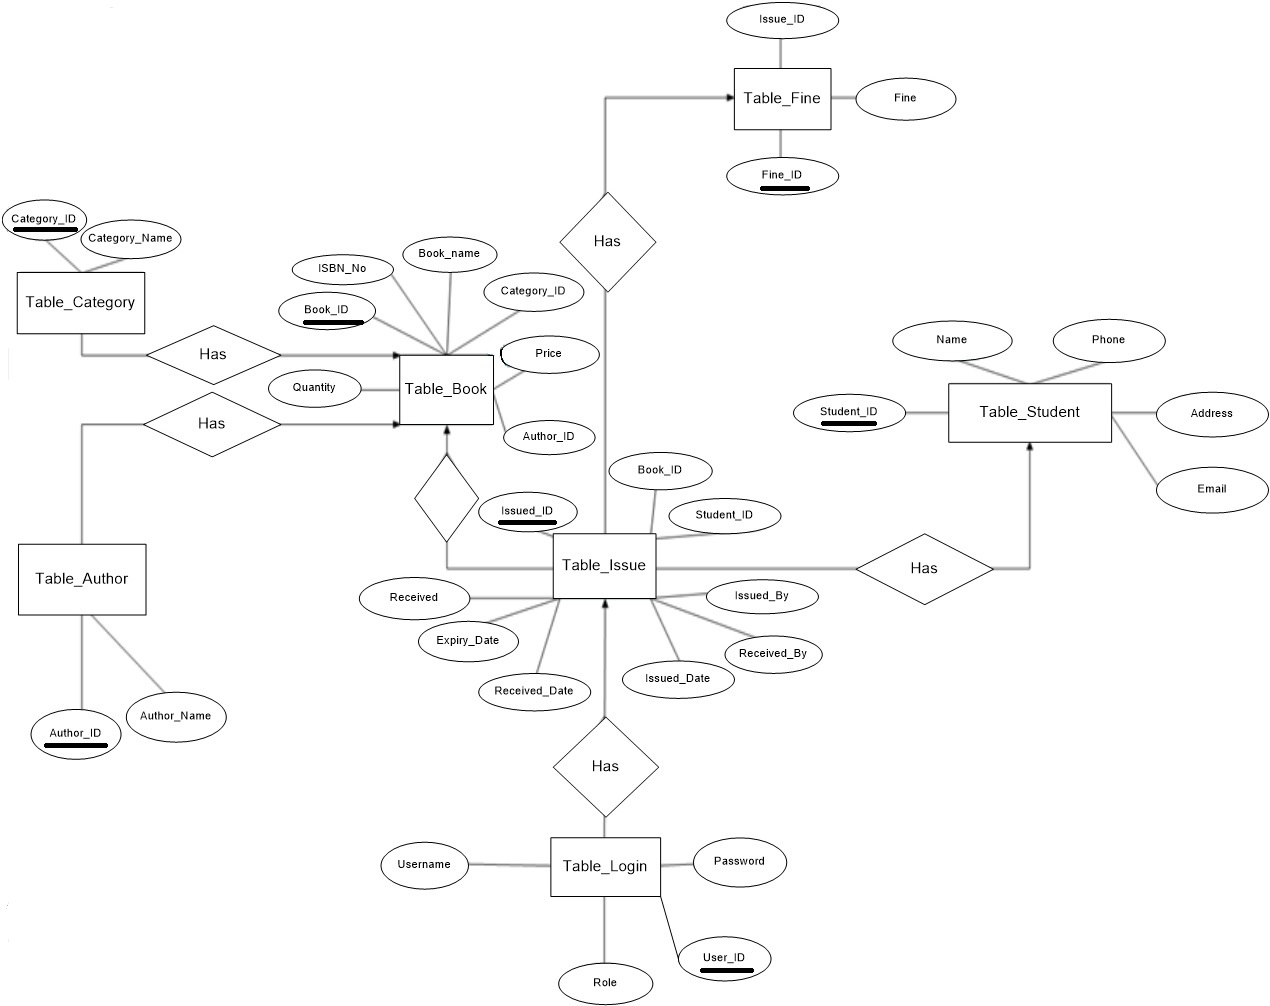 Issue_ID
Table_Fine
Fine
Fine_ID
Category_ID
Category_Name
Table_Category
Has
Has
Book_name
ISBN_No
Category_ID
Book_ID
Price
Quantity
Table_Book
Author_ID
Has
Name
Phone
Student_ID
Table_Student
Address
Email
Book_ID
Issued_ID
Student_ID
Table_Issue
Has
Table_Author
Received
Issued_By
Expiry_Date
Received_By
Received_Date
Issued_Date
Author_Name
Author_ID
Has
Username
Table_Login
Password
User_ID
Role